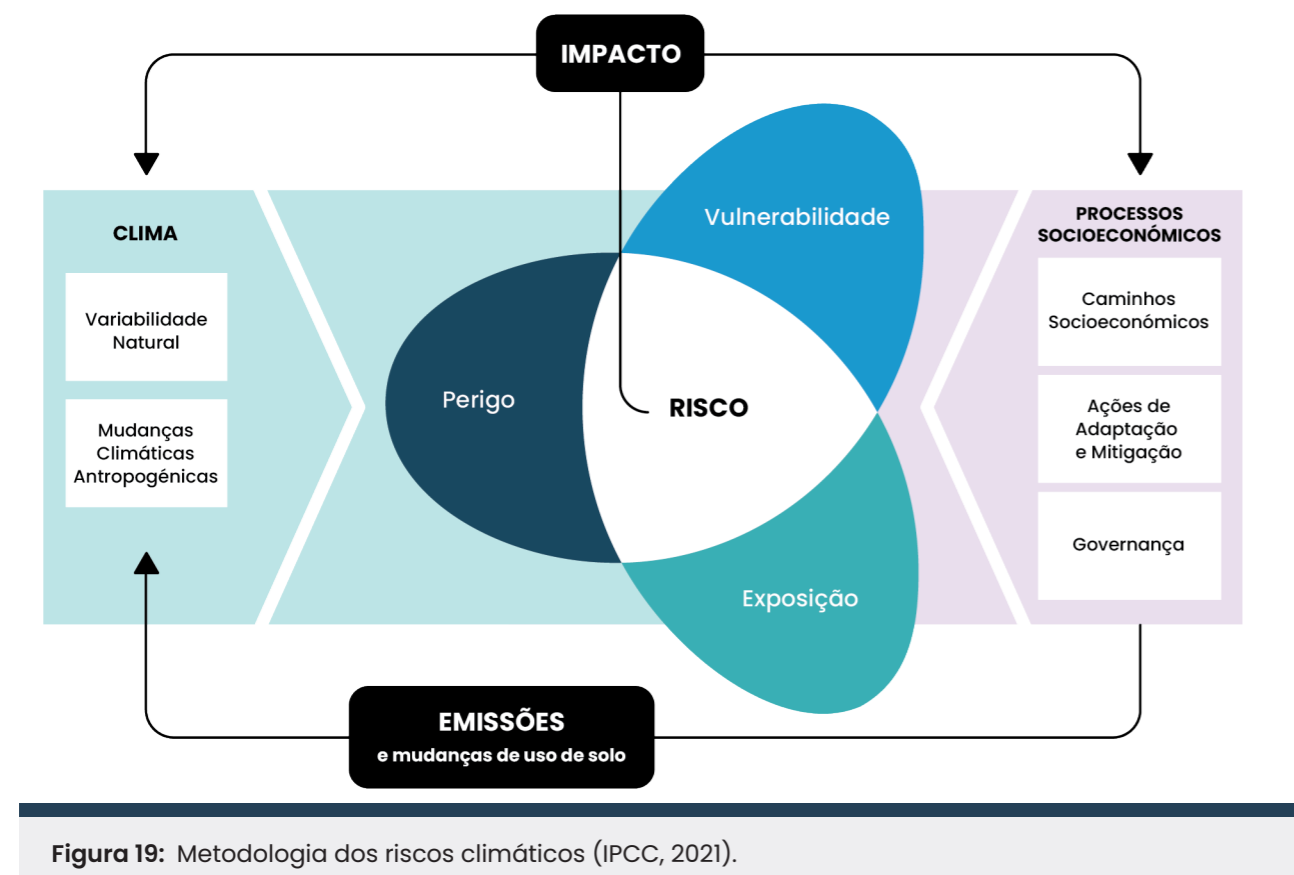 IMPACTO
CLIMA
Variabilidade
Natural
Mudanças
Climáticas
Antropogénicas
Vulnerabilidade
Perigo
RISCO
Exposição
PROCESSOS
SOCIOECONÓMICOS
Caminhos
Socioeconómicos
Ações de
Adaptação
e Mitigação
Governança
EMISSÕES
e mudanças de uso de solo
Figura 19: Metodologia dos riscos climáticos (IPCC, 2021).